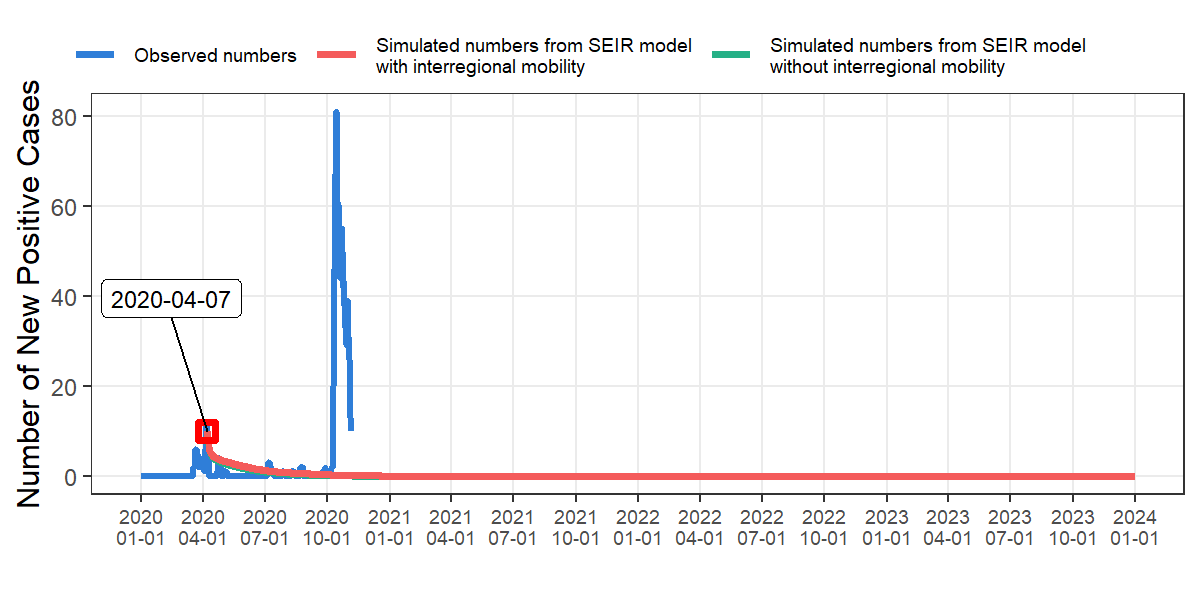 Observed numbers
Simulated numbers from SEIR model
with interregional mobility
Simulated numbers from SEIR model
without interregional mobility
Number of New Positive Cases
80
60
40
20
0
2020-04-07
2020 2020 2020 2020 2021 2021 2021 2021 2022 2022 2022 2022 2023 2023 2023 2023 2024
01-01 04-01 07-01 10-01 01-01 04-01 07-01 10-01 01-01 04-01 07-01 10-01 01-01 04-01 07-01 10-01 01-01